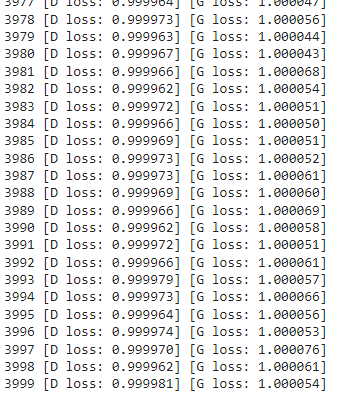 3977 [D loss: 0.999964] [G loss: 1.000047]
3978 [D loss: 0.999973] [G loss: 1.000056]
3979 [D loss: 0.999963] [G loss: 1.000044]
3980 [D loss: 0.999967] [G loss: 1.000043]
3981 [D loss: 0.999966] [G loss: 1.000068]
3982 [D loss: 0.999962] [G loss: 1.000054]
3983 [D loss: 0.999972] [G loss: 1.000051]
3984 [D loss: 0.999966] [G loss: 1.000050]
3985 [D loss: 0.999969] [G loss: 1.000051]
3986 [D loss: 0.999973] [G loss: 1.000052]
3987 [D loss: 0.999973] [G loss: 1.000061]
3988 [D loss: 0.999969] [G loss: 1.000060]
3989 [D loss: 0.999966] [G loss: 1.000069]
3990 [D loss: 0.999962] [G loss: 1.000058]
3991 [D loss: 0.999972] [G loss: 1.000051]
3992 [D loss: 0.999966] [G loss: 1.000061]
3993 [D loss: 0.999979] [G loss: 1.000057]
3994 [D loss: 0.999973] [G loss: 1.000066]
3995 [D loss: 0.999964] [G loss: 1.000056]
3996 [D loss: 0.999974] [G loss: 1.000053]
3997 [D loss: 0.999970] [G loss: 1.000076]
3998 [D loss: 0.999962] [G loss: 1.000061]
3999 [D loss: 0.999981] [G loss: 1.000054]